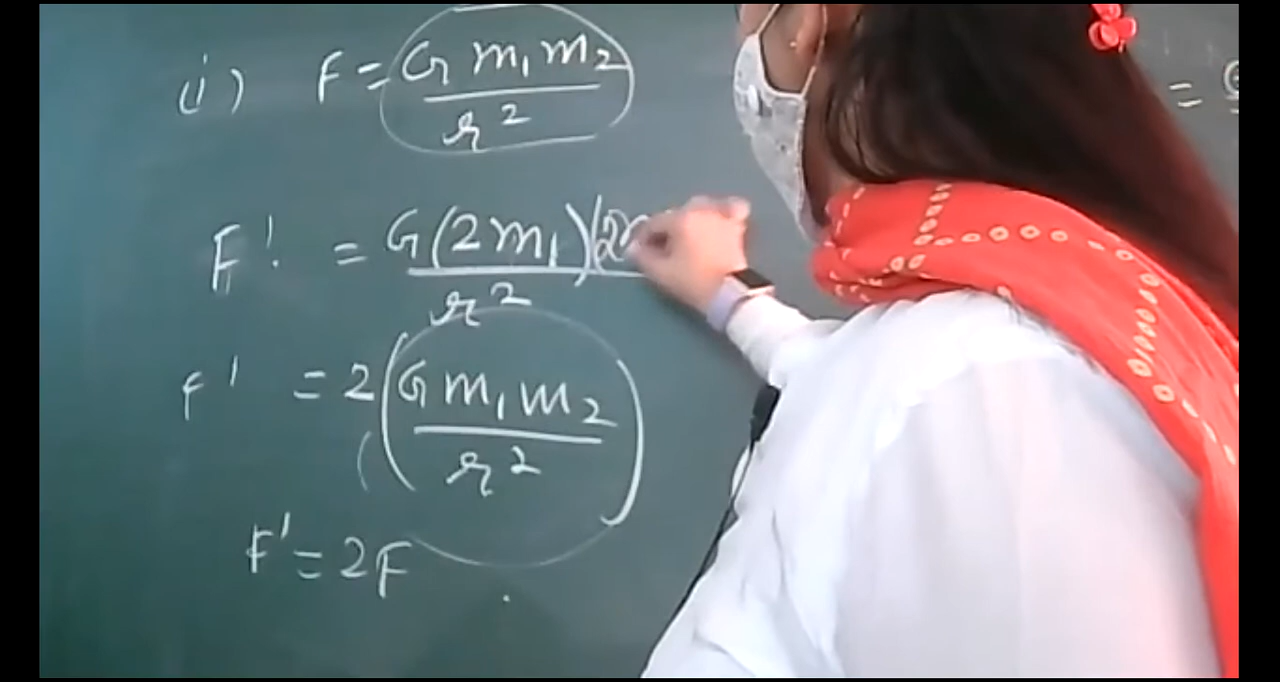 (i) F = G m₁ m₂ / r²
F' = G(2m₁)(2m / r²
F' = 2 (G m₁ m₂ / r²)
F' = 2F
=